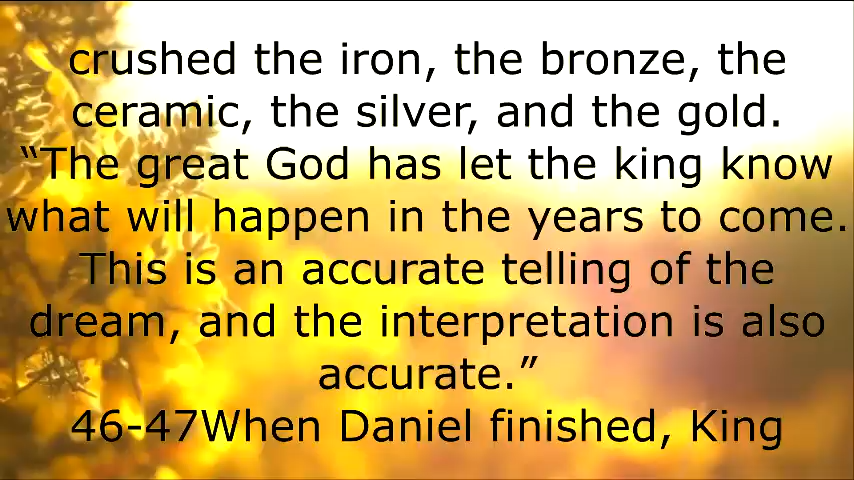 crushed the iron, the bronze, the
ceramic, the silver, and the gold.
“The great God has let the king know
what will happen in the years to come.
This is an accurate telling of the
dream, and the interpretation is also
accurate.”
46-47When Daniel finished, King